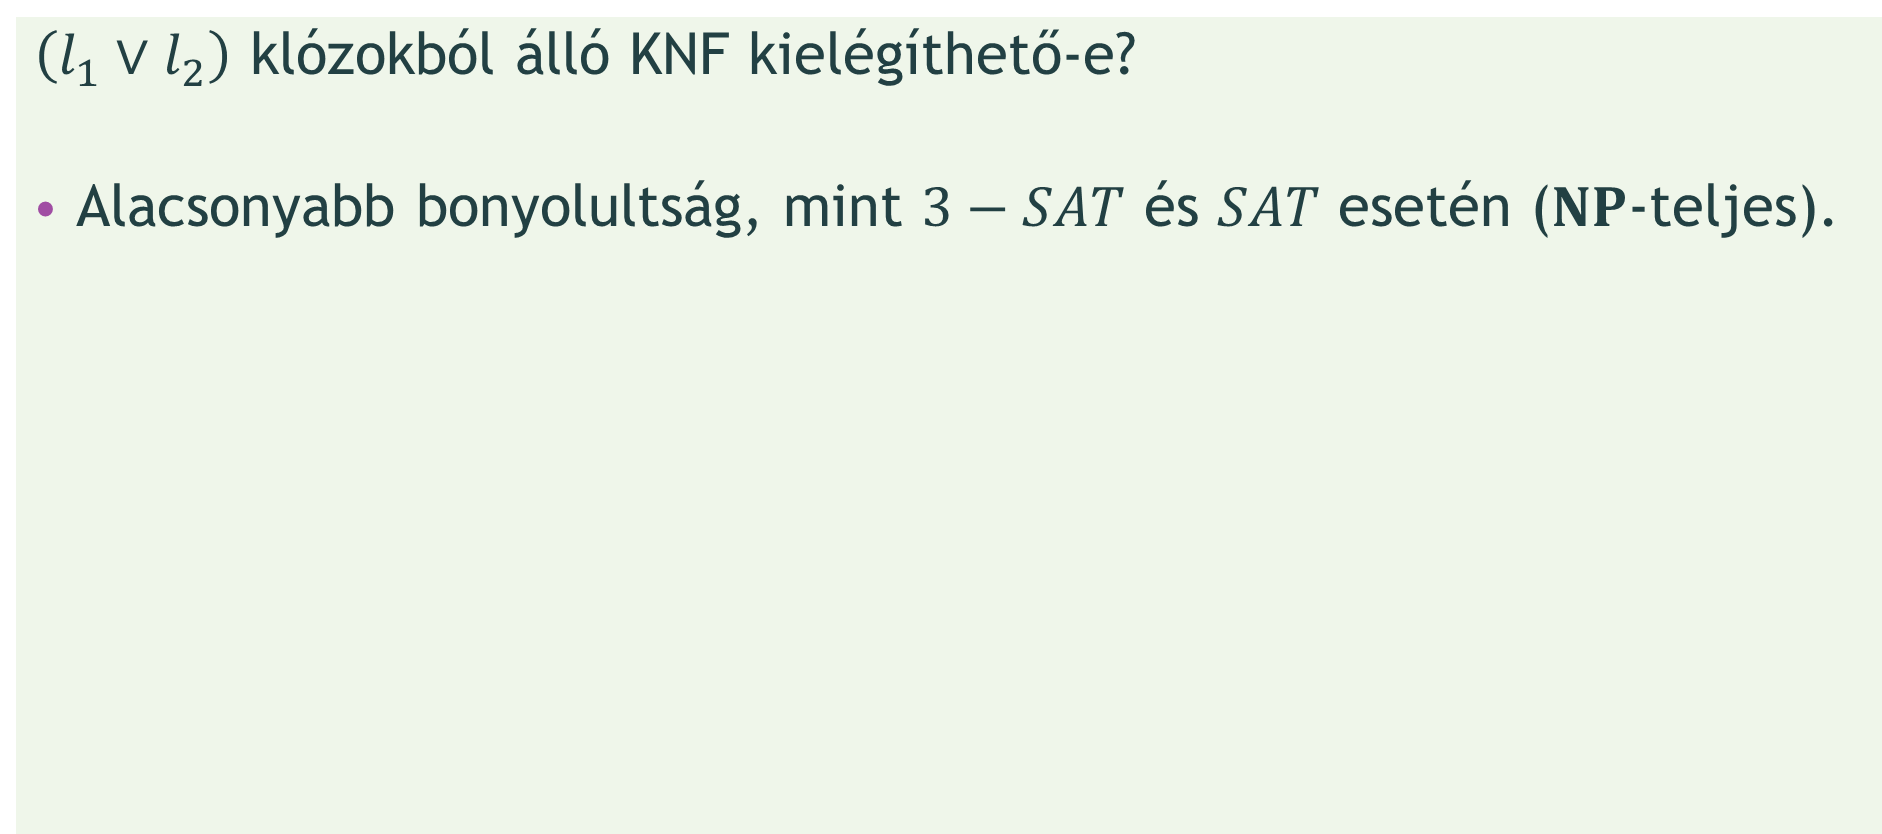 (𝑙₁ ∨ 𝑙₂) klózokból álló KNF kielégíthető-e?
• Alacsonyabb bonyolultság, mint 3 − SAT és SAT esetén (NP-teljes).